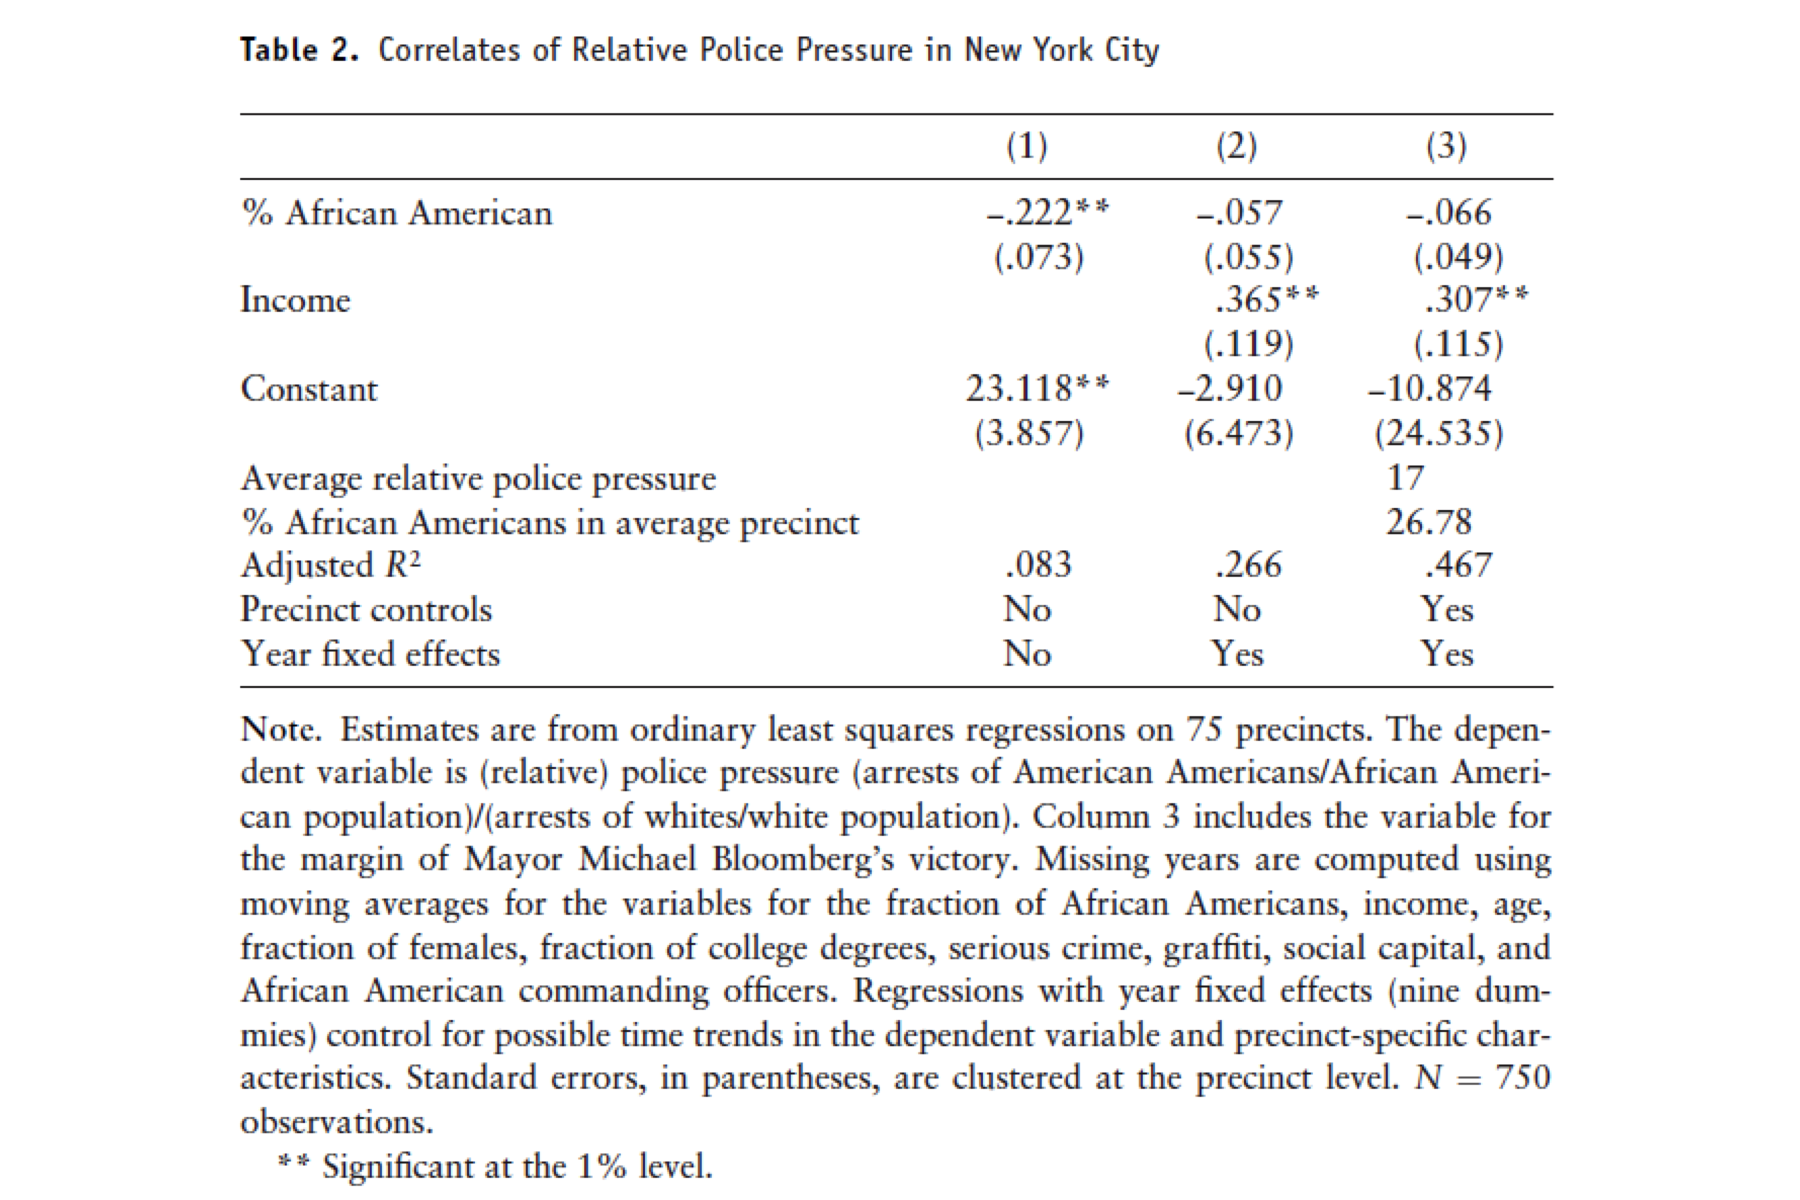 Table 2. Correlates of Relative Police Pressure in New York City
(1) (2) (3)
% African American –.222** –.057 –.066
(.073) (.055) (.049)
Income .365** .307**
(.119) (.115)
Constant 23.118** –2.910 –10.874
(3.857) (6.473) (24.535)
Average relative police pressure 17
% African Americans in average precinct 26.78
Adjusted R² .083 .266 .467
Precinct controls No No Yes
Year fixed effects No Yes Yes
Note. Estimates are from ordinary least squares regressions on 75 precincts. The depen-
dent variable is (relative) police pressure (arrests of American Americans/African Ameri-
can population)/(arrests of whites/white population). Column 3 includes the variable for
the margin of Mayor Michael Bloomberg's victory. Missing years are computed using
moving averages for the variables for the fraction of African Americans, income, age,
fraction of females, fraction of college degrees, serious crime, graffiti, social capital, and
African American commanding officers. Regressions with year fixed effects (nine dum-
mies) control for possible time trends in the dependent variable and precinct-specific char-
acteristics. Standard errors, in parentheses, are clustered at the precinct level. N = 750
observations.
** Significant at the 1% level.